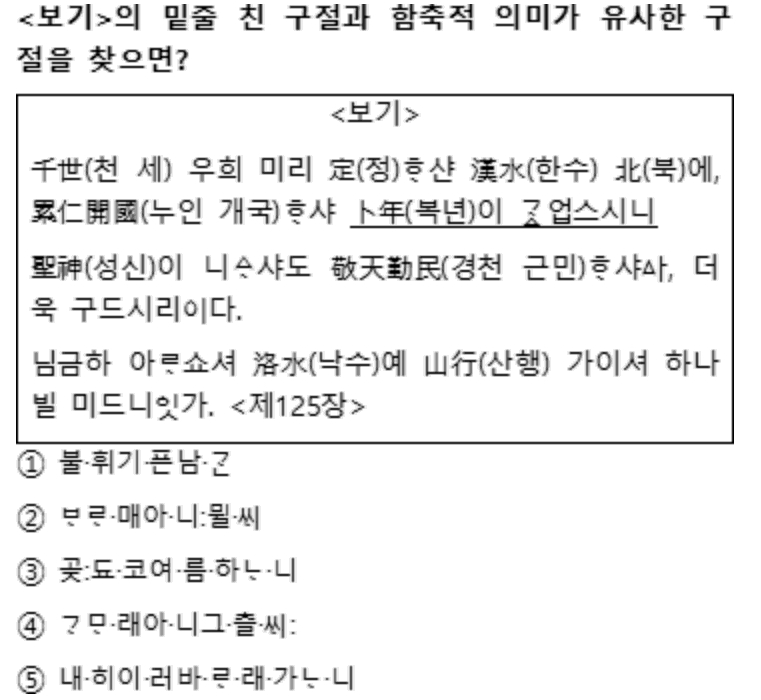 <보기>의 밑줄 친 구절과 함축적 의미가 유사한 구
절을 찾으면?
<보기>
千世(천 세) 우희 미리 定(정)ᄒᆞ샨 漢水(한수) 北(북)에,
累仁開國(누인 개국)ᄒᆞ샤 卜年(복년)이 ᄀᆞᇫ업스시니
聖神(성신)이 니ᅀᆞ샤도 敬天勤民(경천 근민)ᄒᆞ샤ᅀᅡ, 더
욱 구드시리이다.
님금하 아ᄅᆞ쇼셔 洛水(낙수)예 山行(산행) 가이셔 하나
빌 미드니ᅌᅵᆺ가. <제125장>
① 불·휘기·픈남·ᄀᆞᆫ
② ᄇᆞᄅᆞ·매아·니:뮐·ᄊᆡ
③ 곶:됴·코여·름·하ᄂᆞ·니
④ ᄀᆞᄆᆞ·래아·니그·츨·ᄊᆡ:
⑤ 내·히이·러바·ᄅᆞ·래·가ᄂᆞ·니